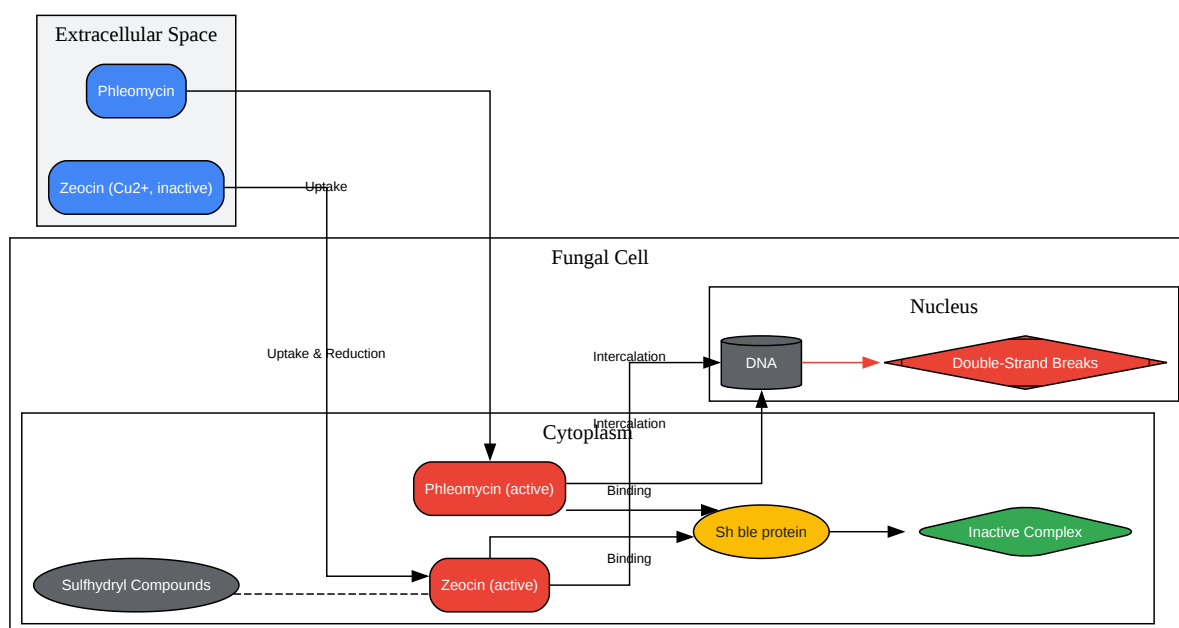 Extracellular Space
Phleomycin
Zeocin (Cu2+, inactive)
Uptake
Fungal Cell
Nucleus
Uptake & Reduction
Intercalation
DNA
Double-Strand Breaks
Intercalation
Cytoplasm
Phleomycin (active)
Binding
Sh ble protein
Inactive Complex
Binding
Sulfhydryl Compounds
Zeocin (active)